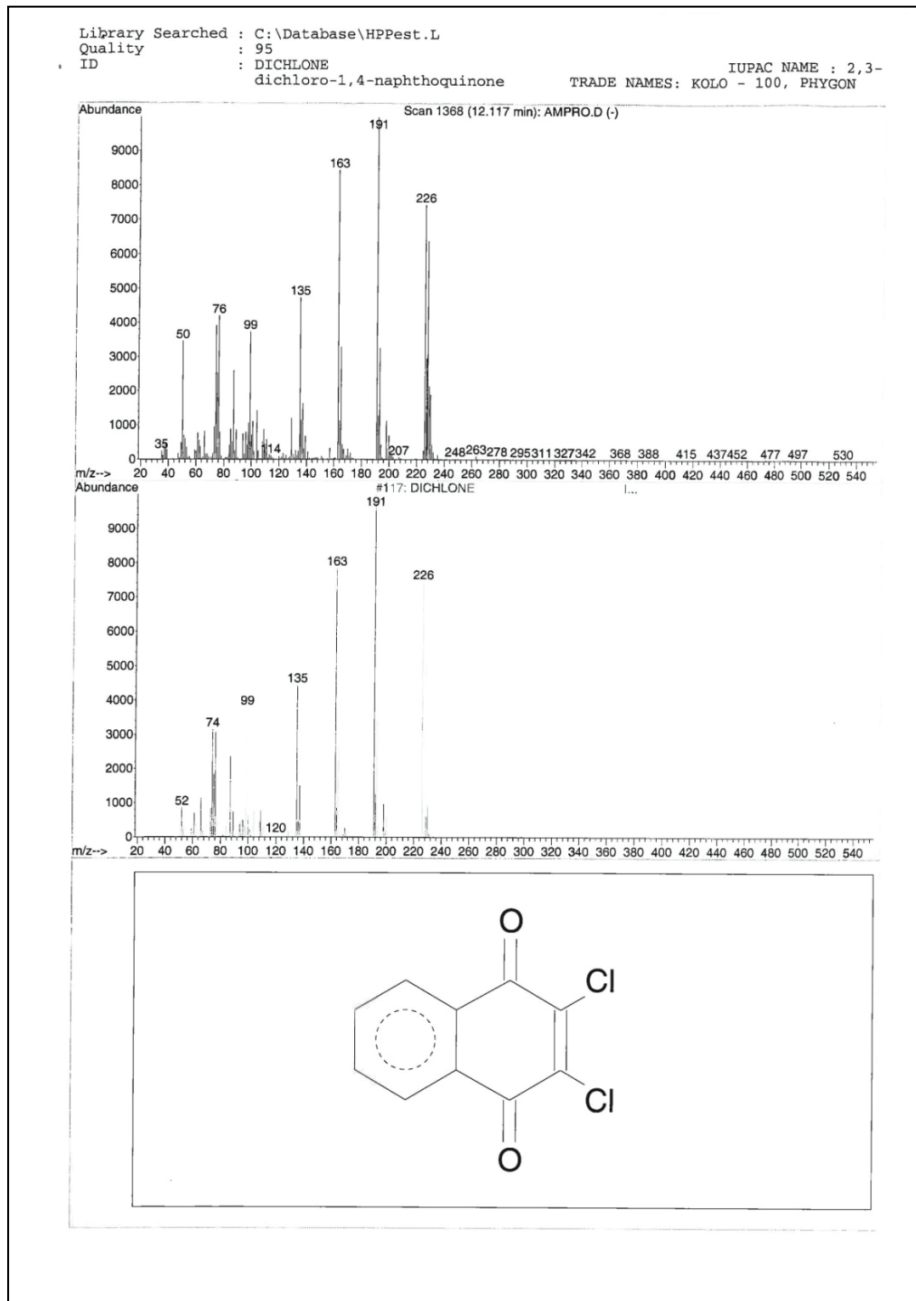 Library Searched : C:\Database\HPPest.L
Quality : 95
ID : DICHLONE IUPAC NAME : 2,3-
dichloro-1,4-naphthoquinone TRADE NAMES: KOLO - 100, PHYGON
Abundance Scan 1368 (12.117 min): AMPRO.D (-)
191
9000
163
8000
226
7000
6000
5000
135
4000
76
99
50
3000
2000
1000
35 114 207 248 263 278 295 311 327 342 368 388 415 437 452 477 497 530
0
m/z--> 20 40 60 80 100 120 140 160 180 200 220 240 260 280 300 320 340 360 380 400 420 440 460 480 500 520 540
Abundance #117: DICHLONE
191
9000
8000
163
226
7000
6000
5000
135
4000
99
74
3000
2000
1000
52
120
0
m/z--> 20 40 60 80 100 120 140 160 180 200 220 240 260 280 300 320 340 360 380 400 420 440 460 480 500 520 540
O
Cl
Cl
O